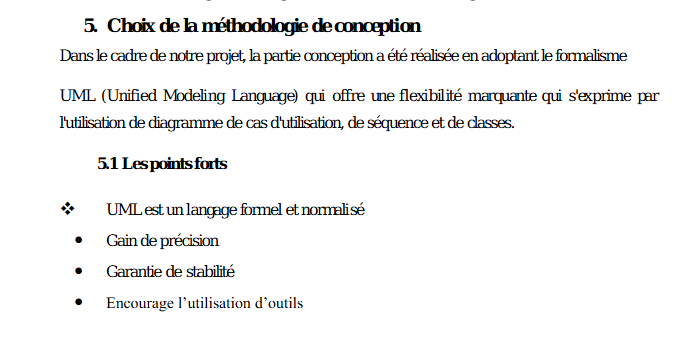 5. Choix de la méthodologie de conception
Dans le cadre de notre projet, la partie conception a été réalisée en adoptant le formalisme
UML (Unified Modeling Language) qui offre une flexibilité marquante qui s'exprime par
l'utilisation de diagramme de cas d'utilisation, de séquence et de classes.
5.1 Les points forts
❖ UML est un langage formel et normalisé
• Gain de précision
• Garantie de stabilité
• Encourage l’utilisation d’outils